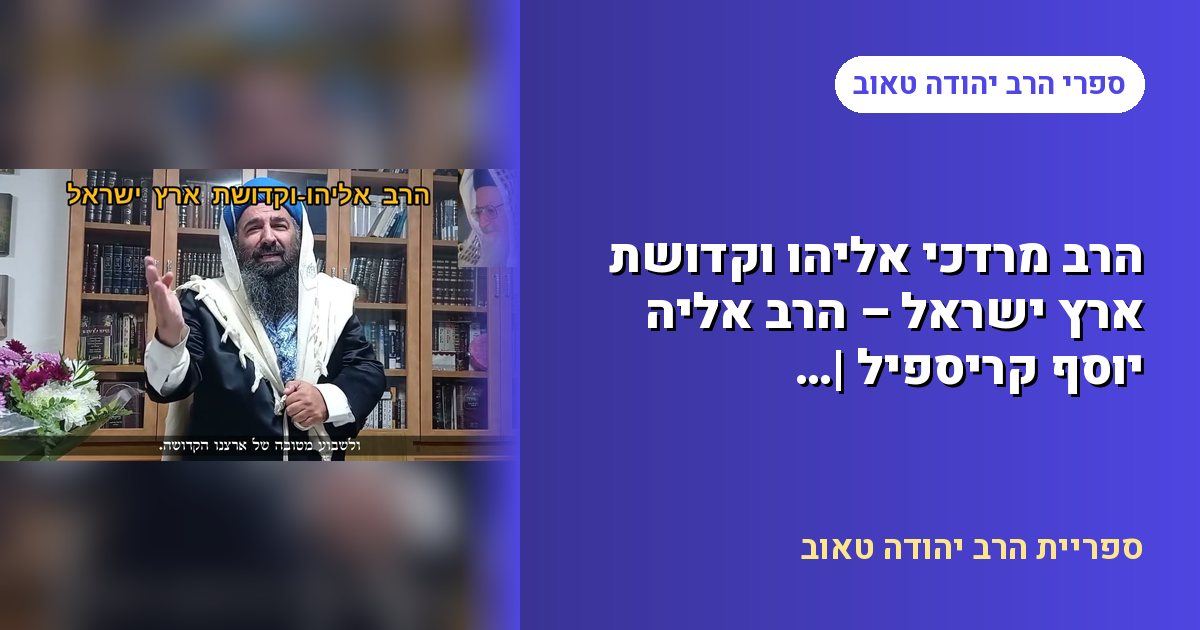 ספרי הרב יהודה טאוב
הרב אליהו-וקדושת ארץ ישראל
הרב מרדכי אליהו וקדושת
ארץ ישראל – הרב אליה
יוסף קריספיל |...
ולשבוע מטובה של ארצנו הקדושה.
ספריית הרב יהודה טאוב